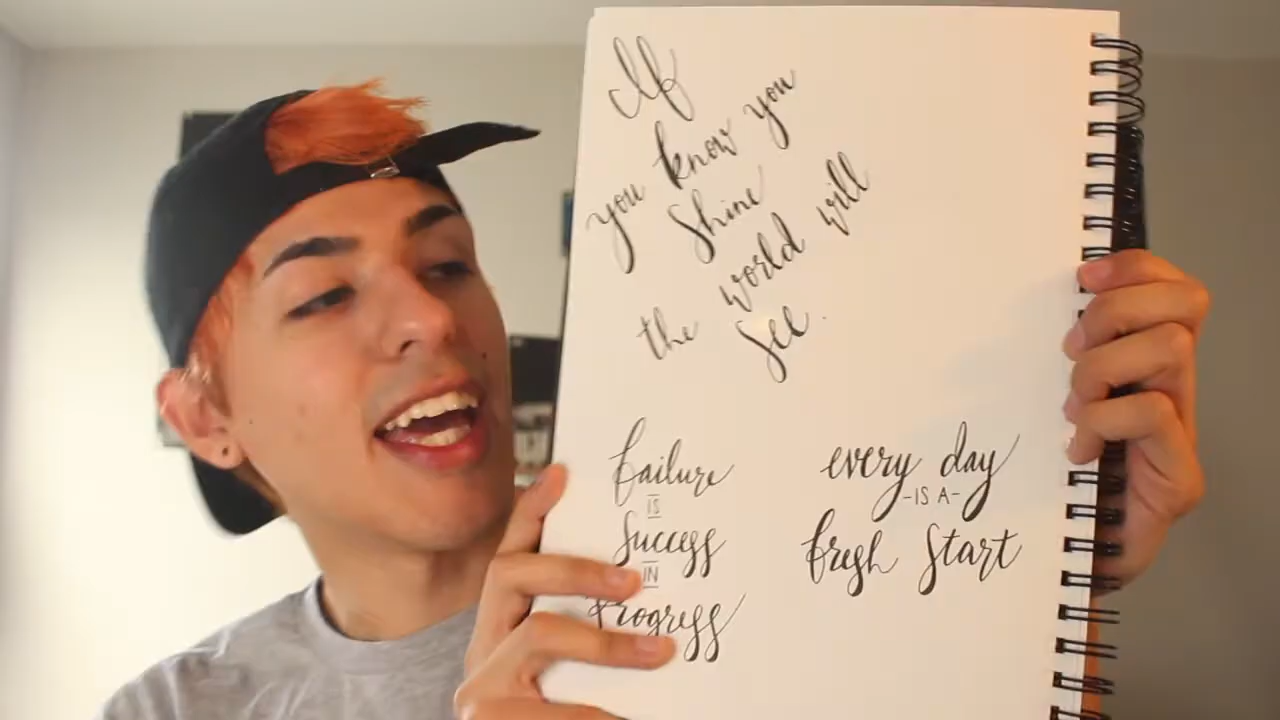 If
you know you
Shine
the world will
See.
failure
IS
Success
IN
Progress
every day
-IS A-
fresh Start